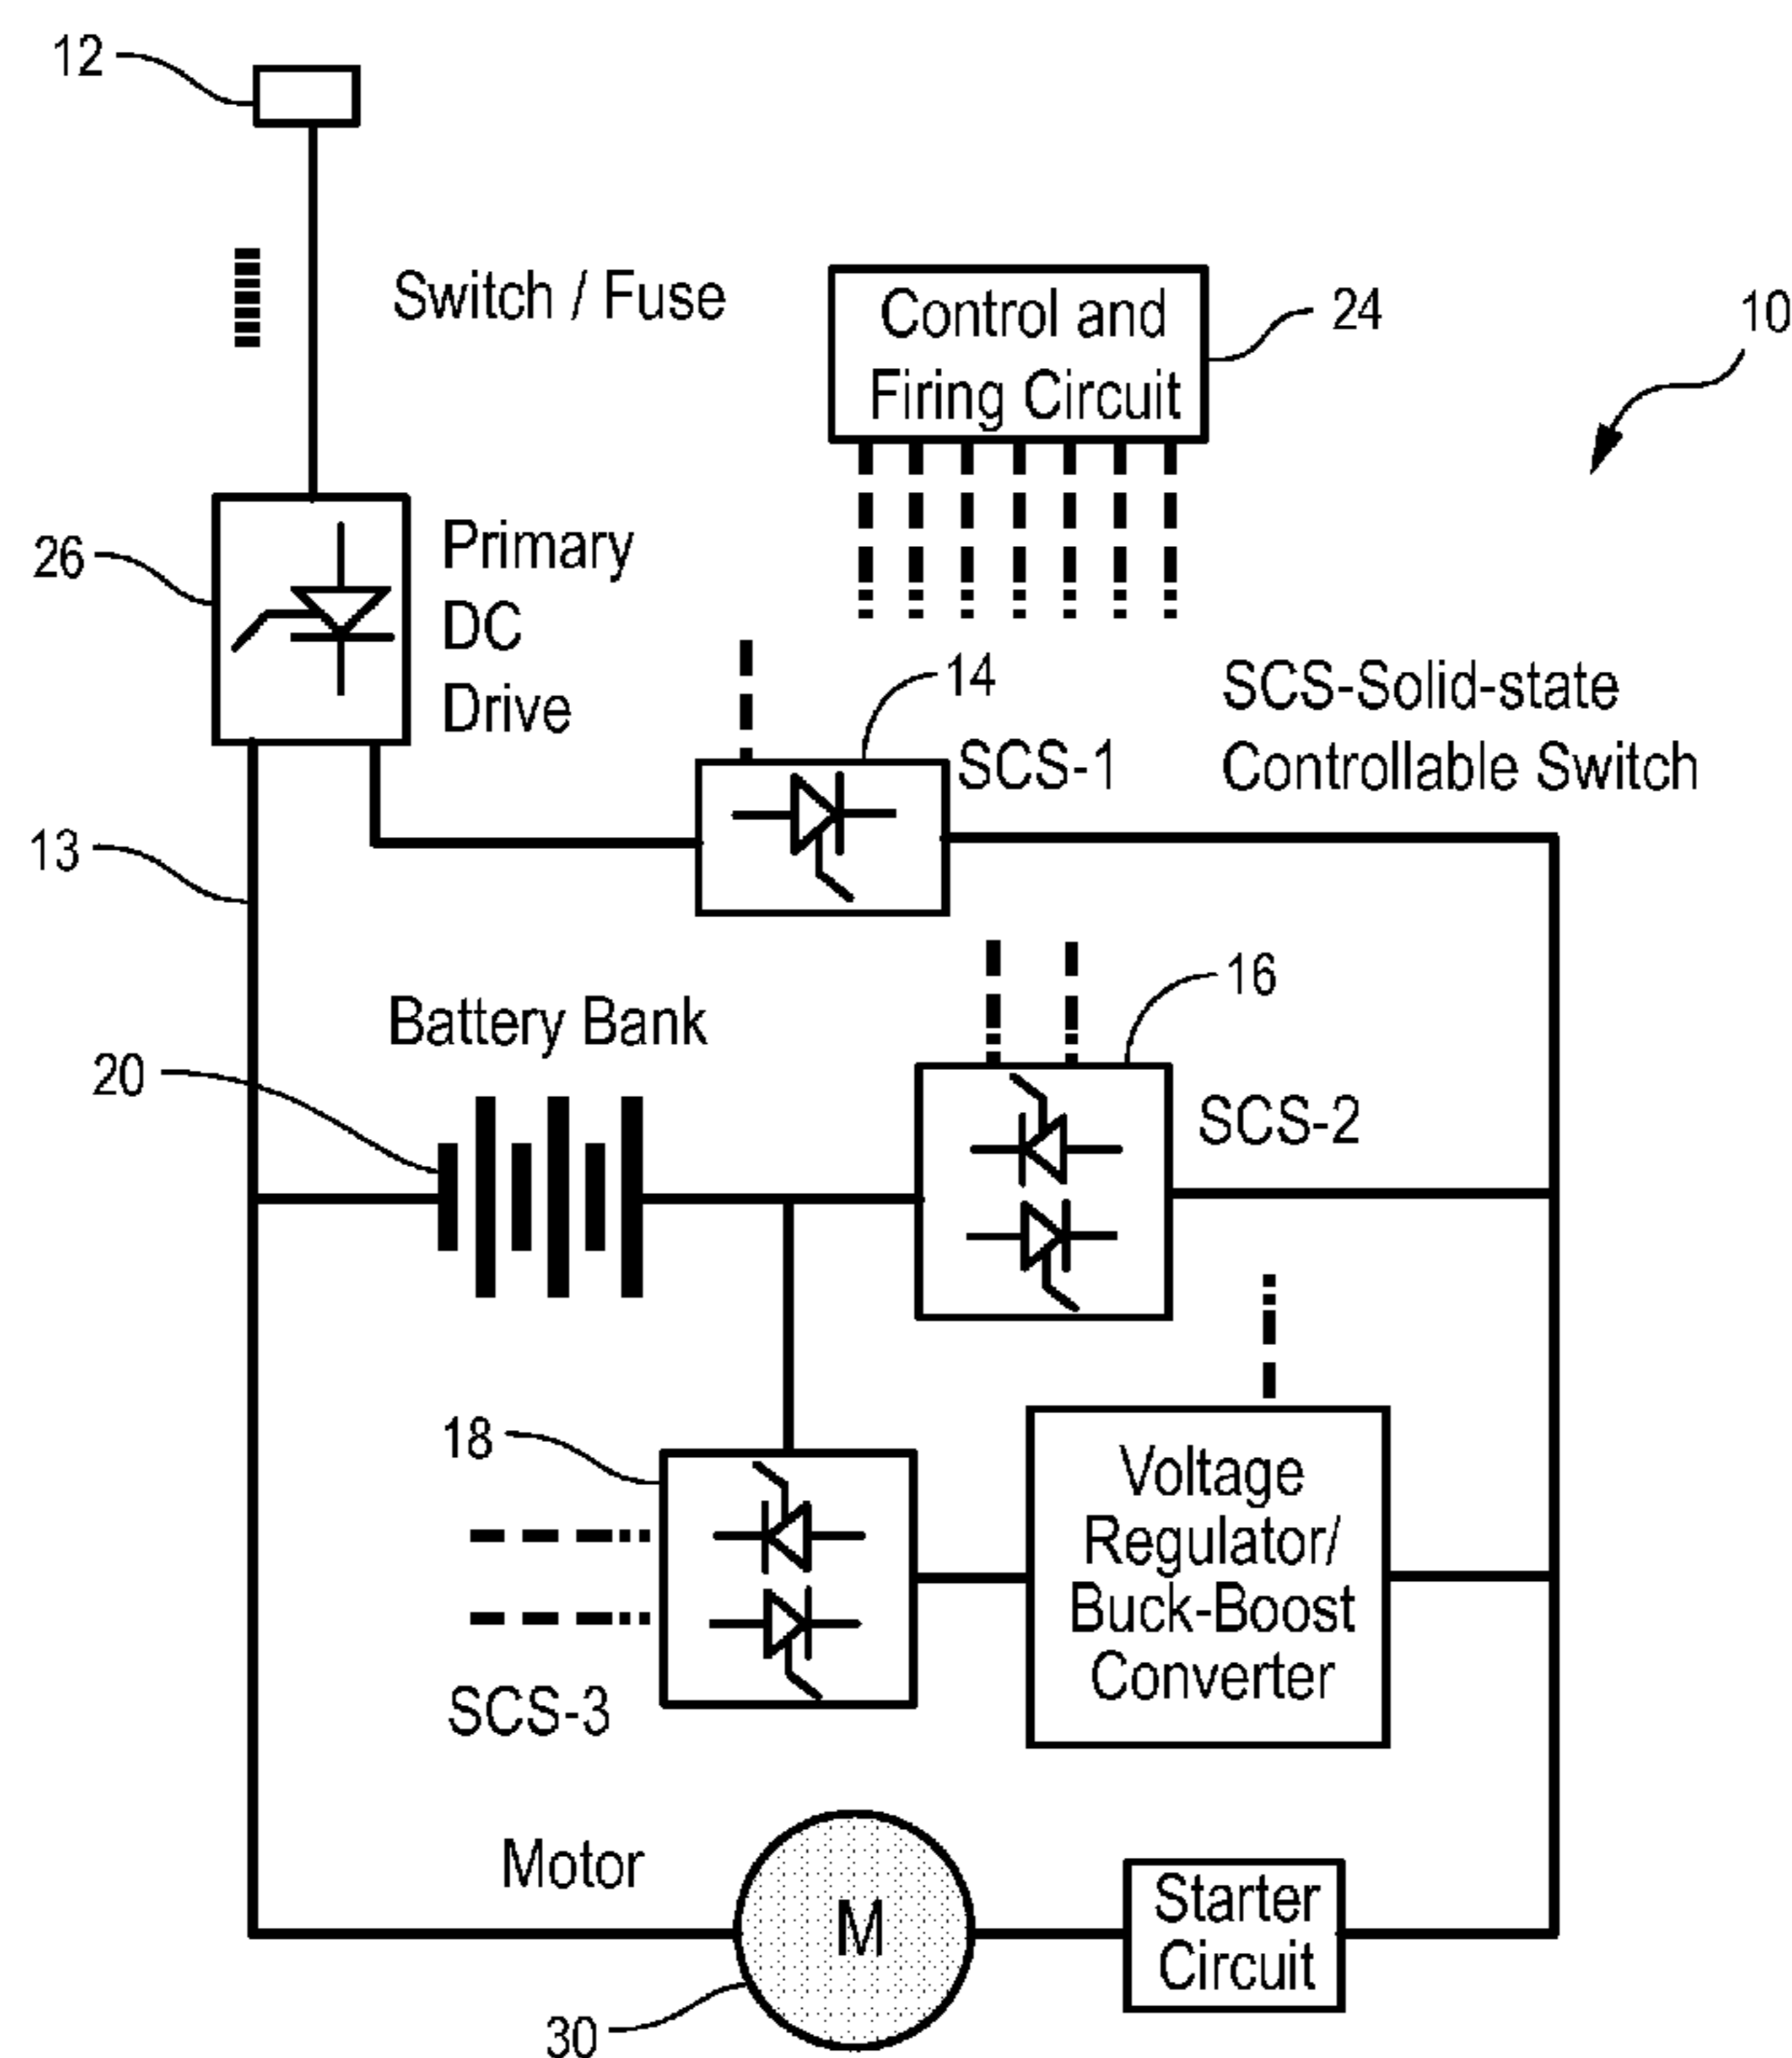 12
Switch / Fuse
Control and
Firing Circuit
24
10
26
Primary
DC
Drive
14
SCS-1
SCS-Solid-state
Controllable Switch
13
16
Battery Bank
20
SCS-2
18
Voltage
Regulator/
Buck-Boost
Converter
SCS-3
Motor
M
Starter
Circuit
30